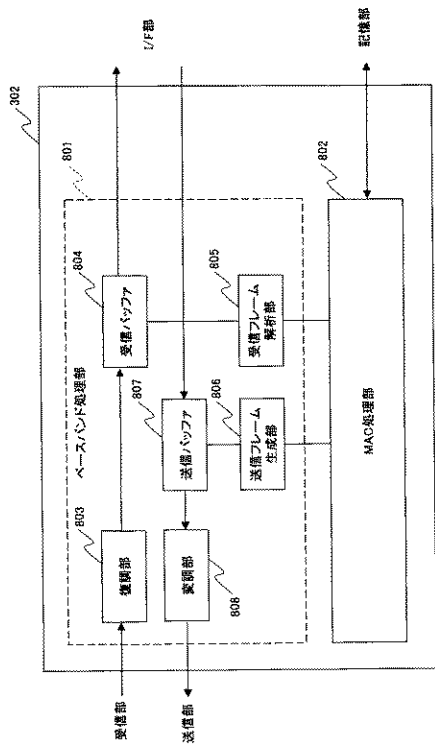 302
801
ベースバンド処理部
受信部
803
復調部
804
受信バッファ
I/F部
送信部
変調部
808
807
送信バッファ
806
送信フレーム
生成部
805
受信フレーム
解析部
802
MAC処理部
記憶部